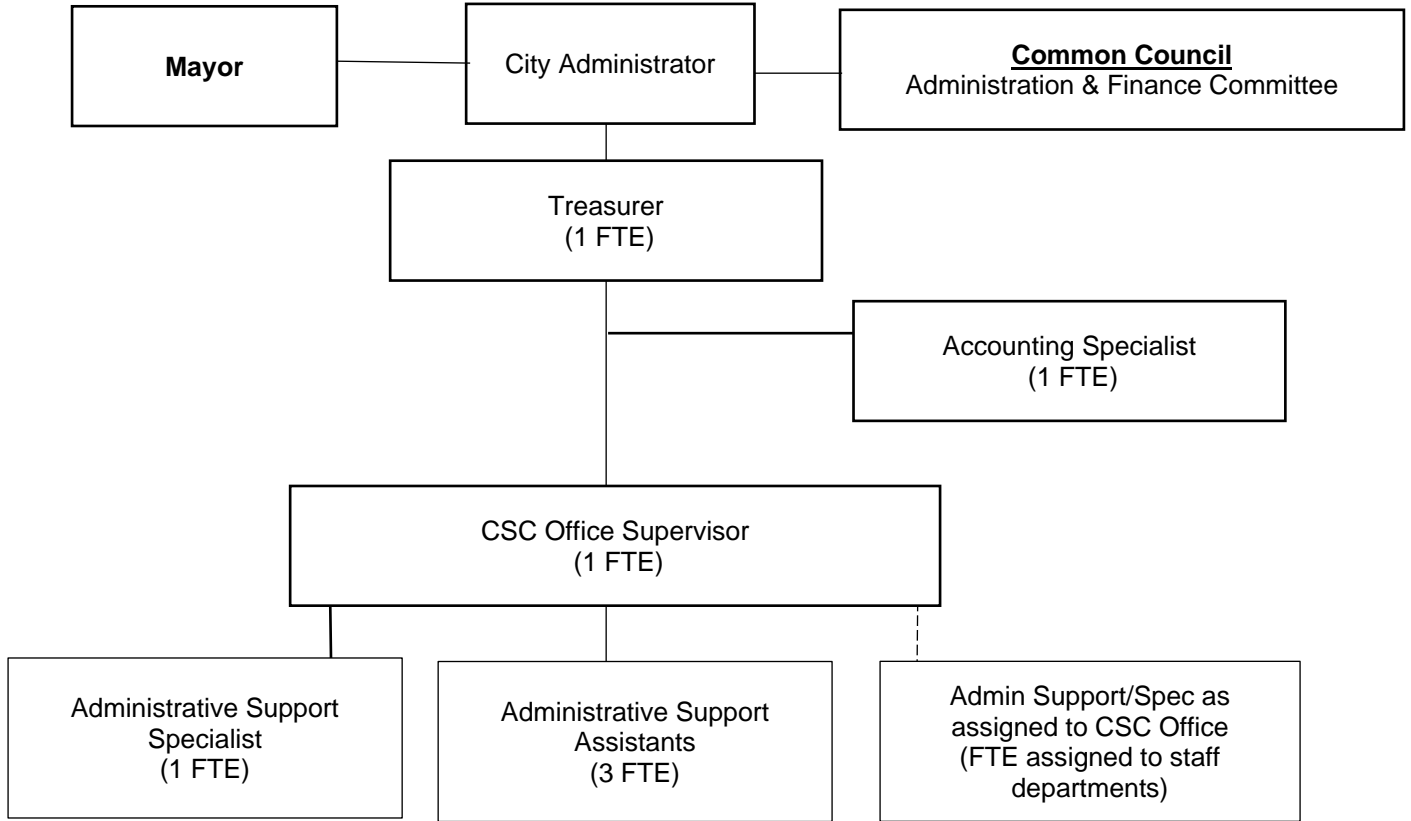 Mayor
City Administrator
Common Council
Administration & Finance Committee
Treasurer
(1 FTE)
Accounting Specialist
(1 FTE)
CSC Office Supervisor
(1 FTE)
Administrative Support
Specialist
(1 FTE)
Administrative Support
Assistants
(3 FTE)
Admin Support/Spec as
assigned to CSC Office
(FTE assigned to staff
departments)